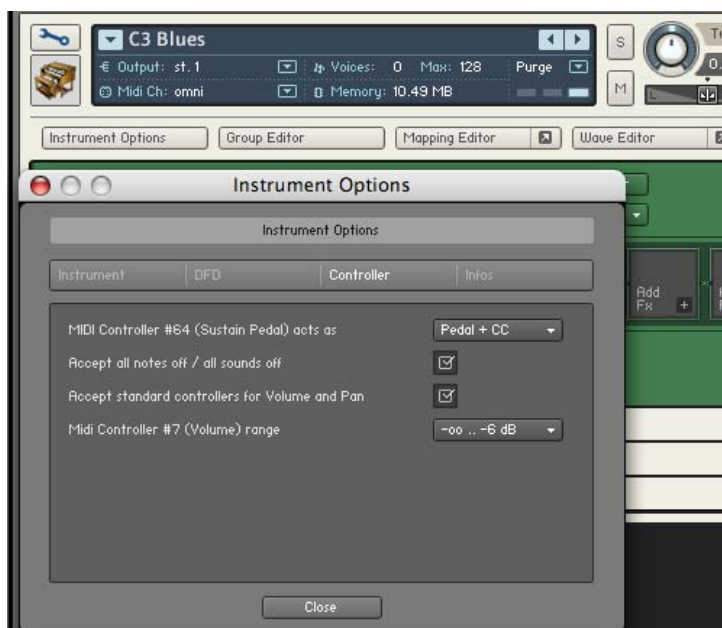 C3 Blues
S
Output: st. 1 Voices: 0 Max: 128 Purge
Midi Ch: omni Memory: 10.49 MB
M
L
Instrument Options Group Editor Mapping Editor Wave Editor
Instrument Options
Instrument Options
Instrument DFD Controller Infos
Add
Fx +
MIDI Controller #64 (Sustain Pedal) acts as Pedal + CC
Accept all notes off / all sounds off
Accept standard controllers for Volume and Pan
Midi Controller #7 (Volume) range -oo .. -6 dB
Close